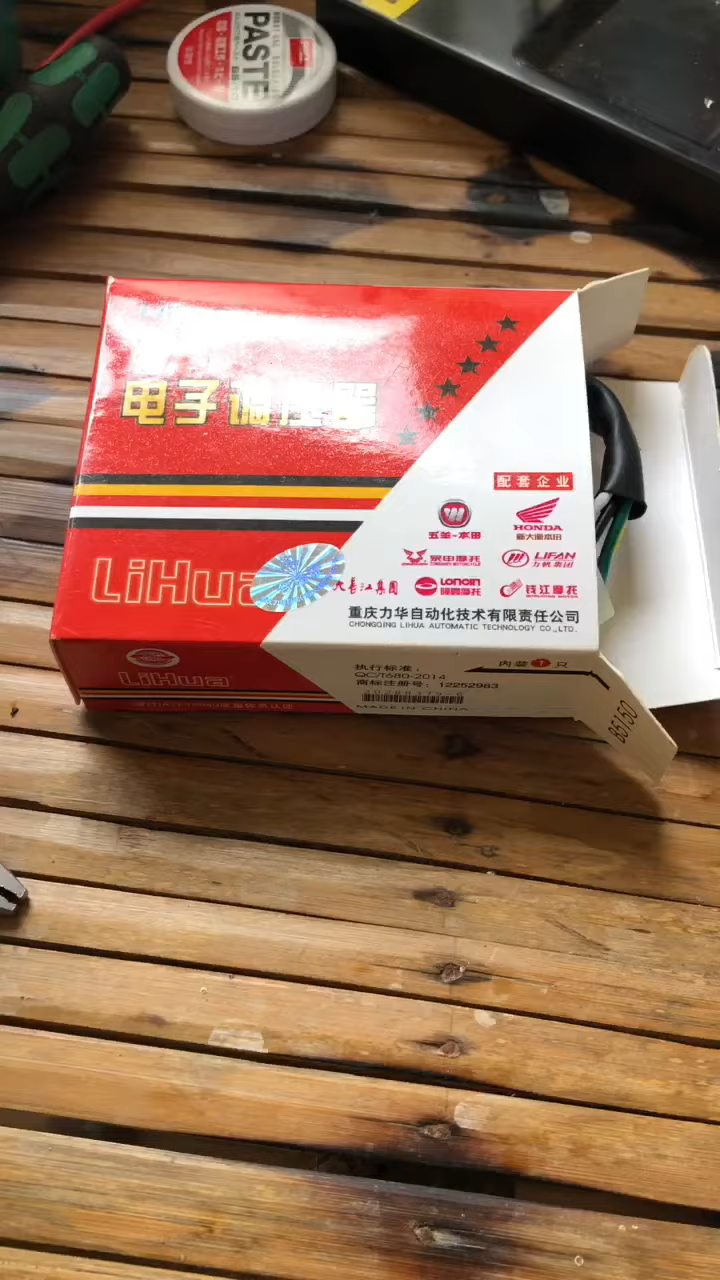 PASTE
电子调压器
LiHua
配套企业
五羊-本田
HONDA
新大洲本田
宗申摩托
LIFAN
力帆集团
大长江集团
LONCIN
隆鑫摩托
钱江摩托
重庆力华自动化技术有限责任公司
CHONGQING LIHUA AUTOMATIC TECHNOLOGY CO.,LTD.
LiHua
执行标准:
QC/T680-2014
商标注册号: 12252983
MADE IN CHINA
内装1只
B5150